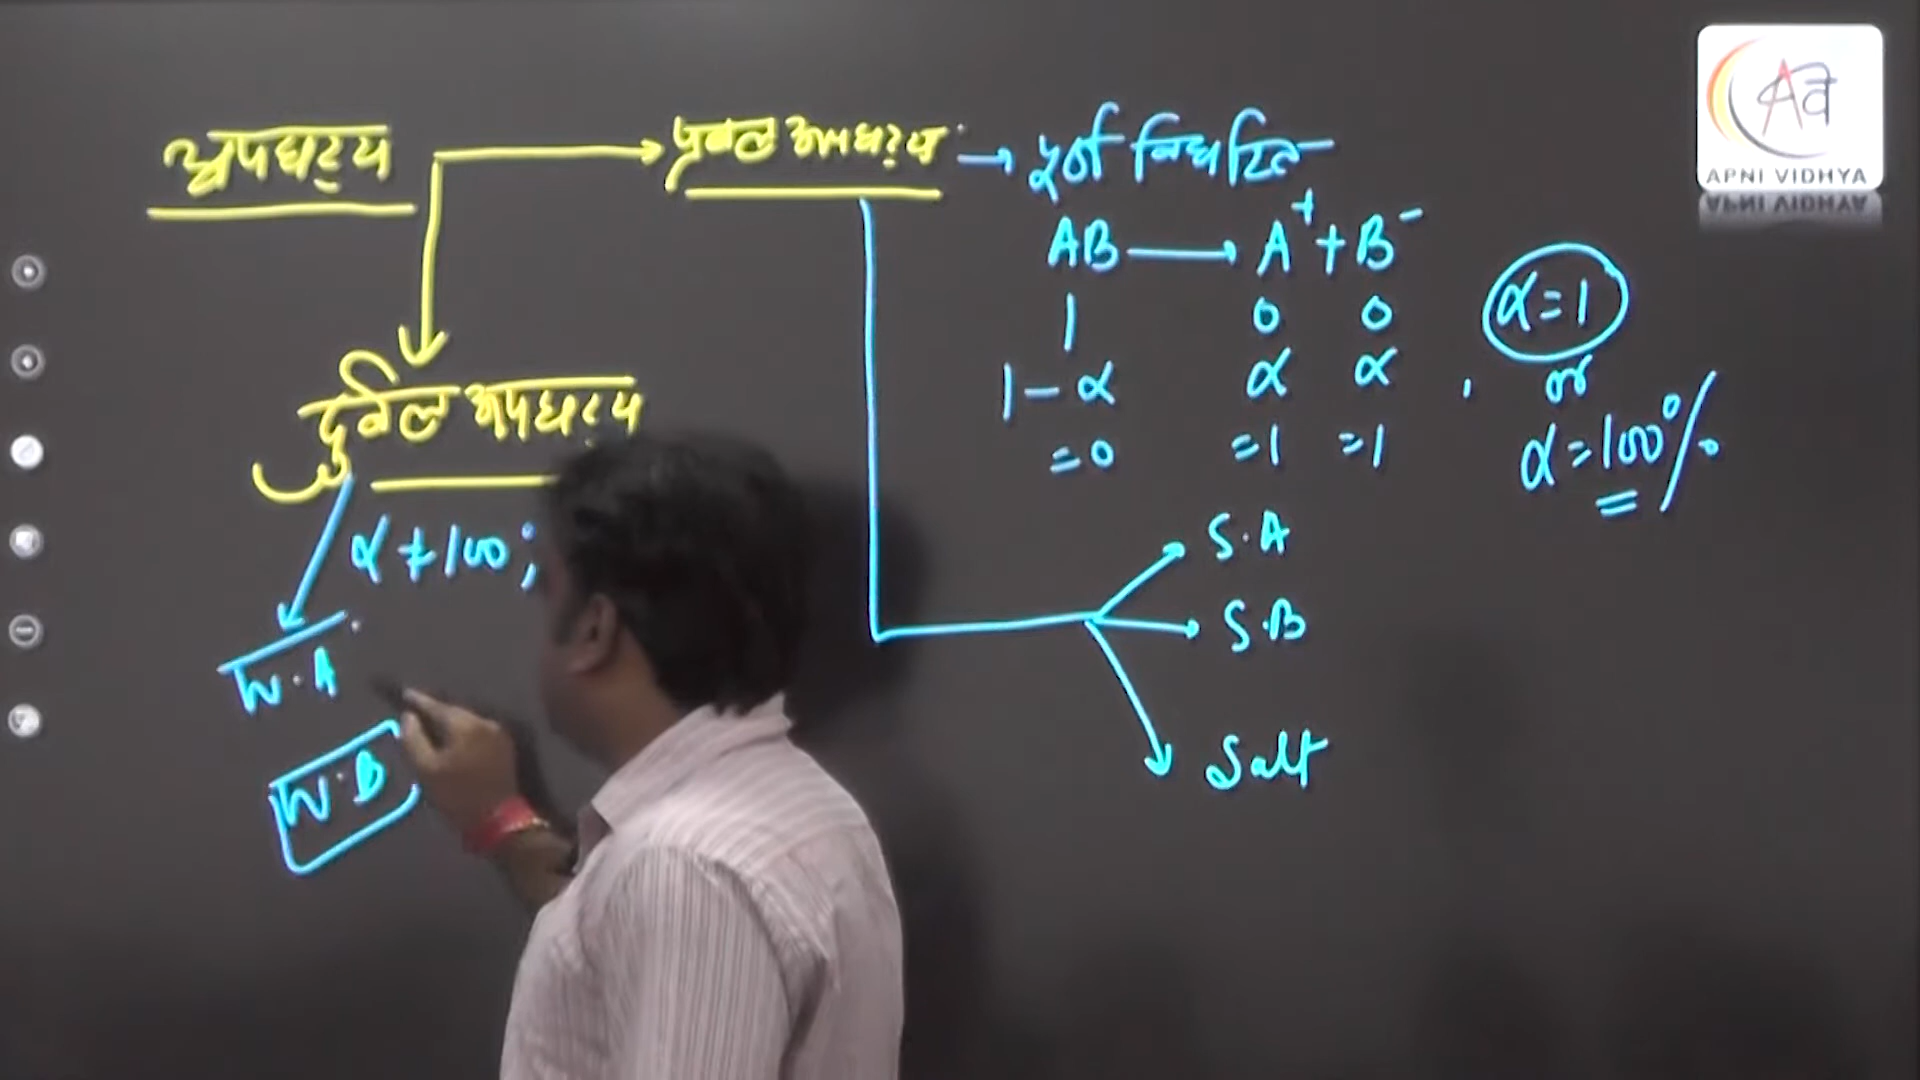 अपघट्य
प्रबल अपघट्य → पूर्ण विघटित
AB → A⁺ + B⁻
1 0 0
1-α α α
=0 =1 =1
, α=1
or
α=100%
दुर्बल अपघट्य
α≠100;
W.A
W.B
S.A
S.B
Salt
Av
APNI VIDHYA